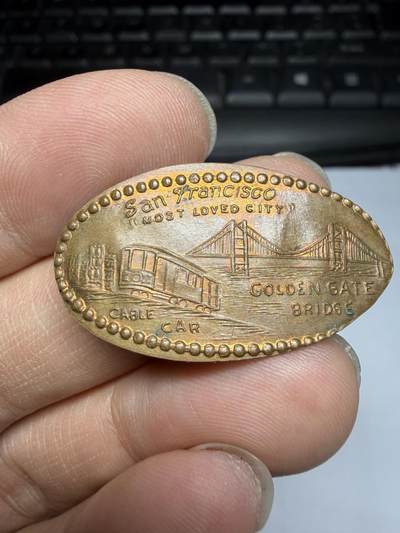 San Francisco
"MOST LOVED CITY"
CABLE
CAR
GOLDEN GATE
BRIDGE